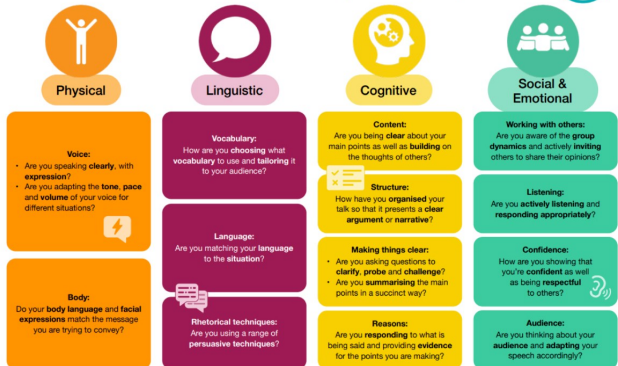 Physical
Voice:
• Are you speaking clearly, with
expression?
• Are you adapting the tone, pace
and volume of your voice for
different situations?
Body:
Do your body language and facial
expressions match the message
you are trying to convey?
Linguistic
Vocabulary:
How are you choosing what
vocabulary to use and tailoring it
to your audience?
Language:
Are you matching your language
to the situation?
Rhetorical techniques:
Are you using a range of
persuasive techniques?
Cognitive
Content:
Are you being clear about your
main points as well as building on
the thoughts of others?
Structure:
How have you organised your
talk so that it presents a clear
argument or narrative?
Making things clear:
• Are you asking questions to
clarify, probe and challenge?
• Are you summarising the main
points in a succinct way?
Reasons:
Are you responding to what is
being said and providing evidence
for the points you are making?
Social &
Emotional
Working with others:
Are you aware of the group
dynamics and actively inviting
others to share their opinions?
Listening:
Are you actively listening and
responding appropriately?
Confidence:
How are you showing that
you're confident as well
as being respectful
to others?
Audience:
Are you thinking about your
audience and adapting your
speech accordingly?